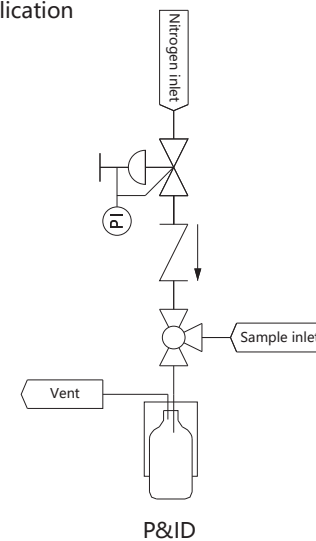 lication
Nitrogen inlet
PI
Sample inlet
Vent
P&ID